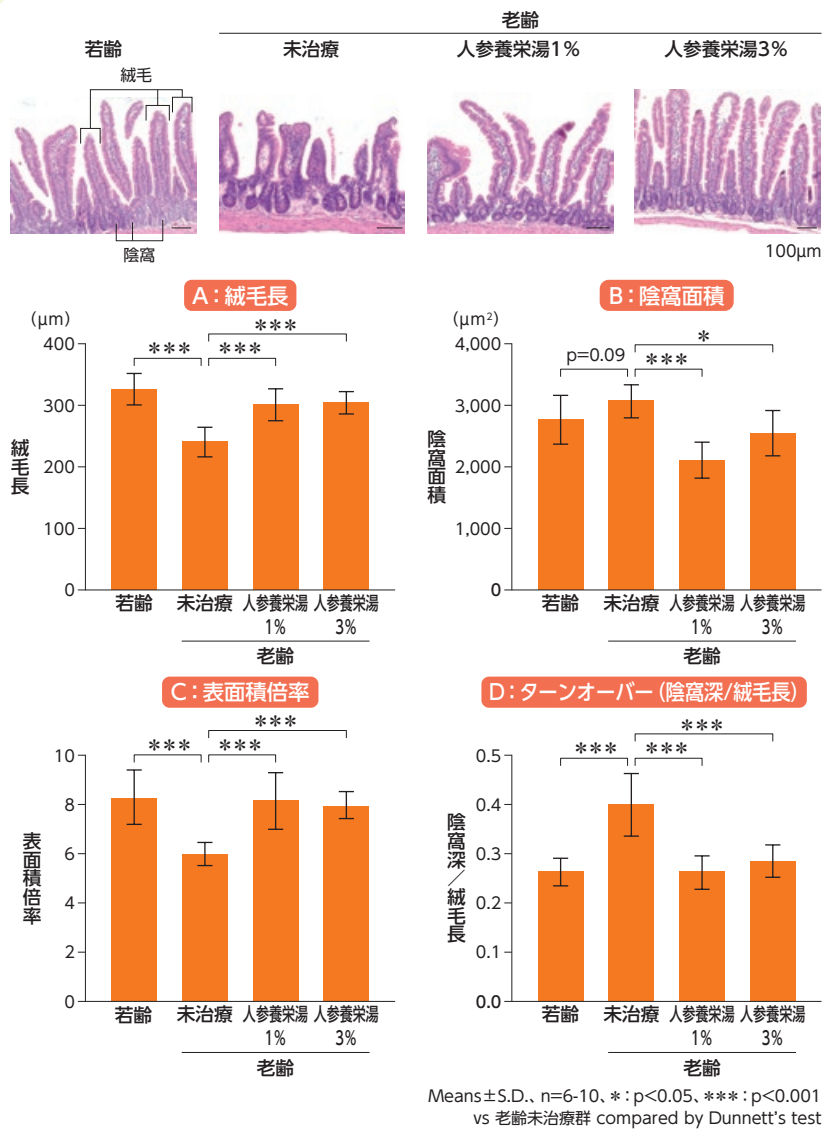 老齢
若齢
未治療
人参養栄湯1%
人参養栄湯3%
絨毛
陰窩
100μm
A:絨毛長
(μm)
400
300
200
100
0
絨毛長
***
***
***
若齢
未治療
人参養栄湯
1%
人参養栄湯
3%
老齢
B:陰窩面積
(μm²)
4,000
3,000
2,000
1,000
0
陰窩面積
p=0.09
***
*
若齢
未治療
人参養栄湯
1%
人参養栄湯
3%
老齢
C:表面積倍率
10
8
6
4
2
0
表面積倍率
***
***
***
若齢
未治療
人参養栄湯
1%
人参養栄湯
3%
老齢
D:ターンオーバー(陰窩深/絨毛長)
0.5
0.4
0.3
0.2
0.1
0.0
陰窩深/絨毛長
***
***
***
若齢
未治療
人参養栄湯
1%
人参養栄湯
3%
老齢
Means±S.D.、n=6-10、*:p<0.05、***:p<0.001
vs 老齢未治療群 compared by Dunnett's test